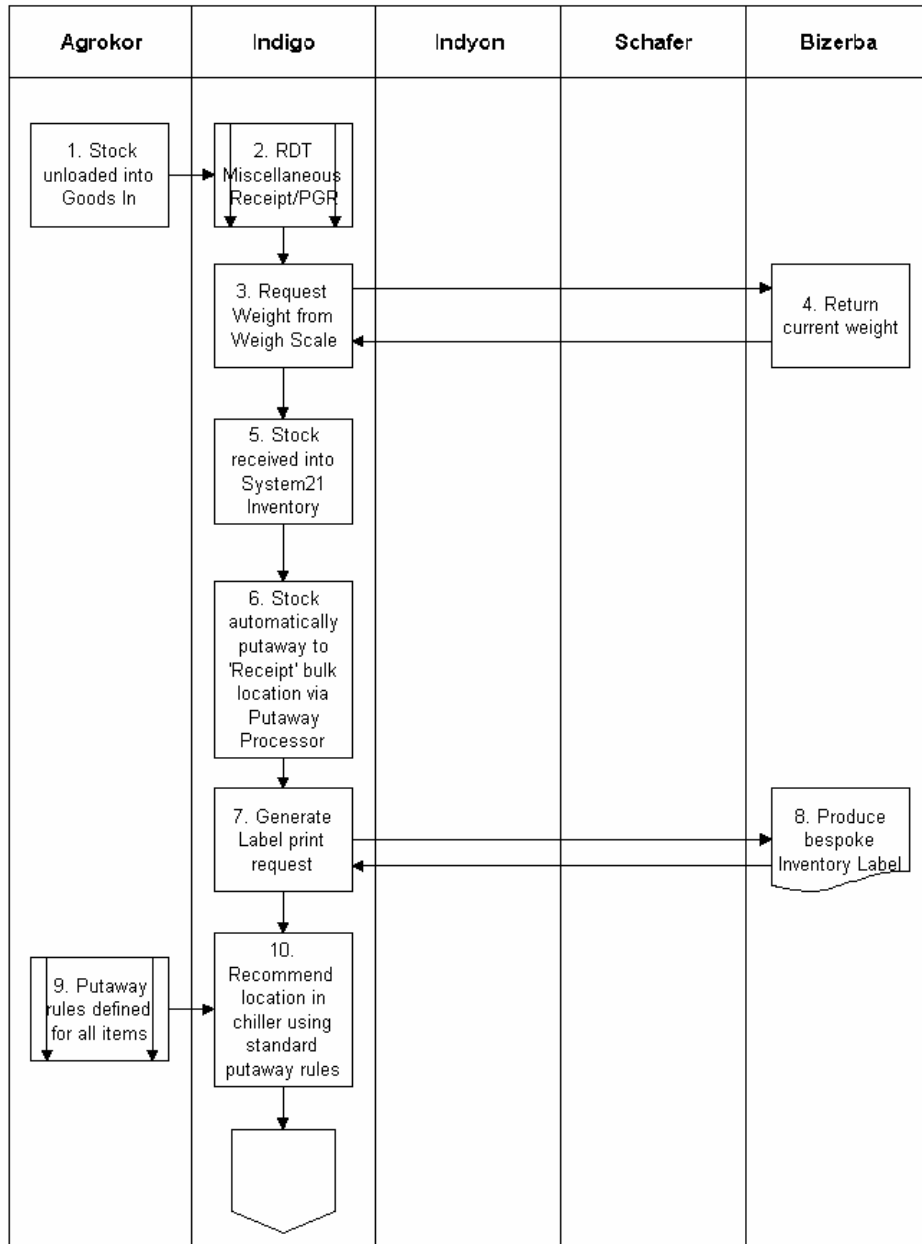 Agrokor
Indigo
Indyon
Schafer
Bizerba
1. Stock
unloaded into
Goods In
2. RDT
Miscellaneous
Receipt/PGR
3. Request
Weight from
Weigh Scale
4. Return
current weight
5. Stock
received into
System21
Inventory
6. Stock
automatically
putaway to
'Receipt' bulk
location via
Putaway
Processor
7. Generate
Label print
request
8. Produce
bespoke
Inventory Label
9. Putaway
rules defined
for all items
10.
Recommend
location in
chiller using
standard
putaway rules